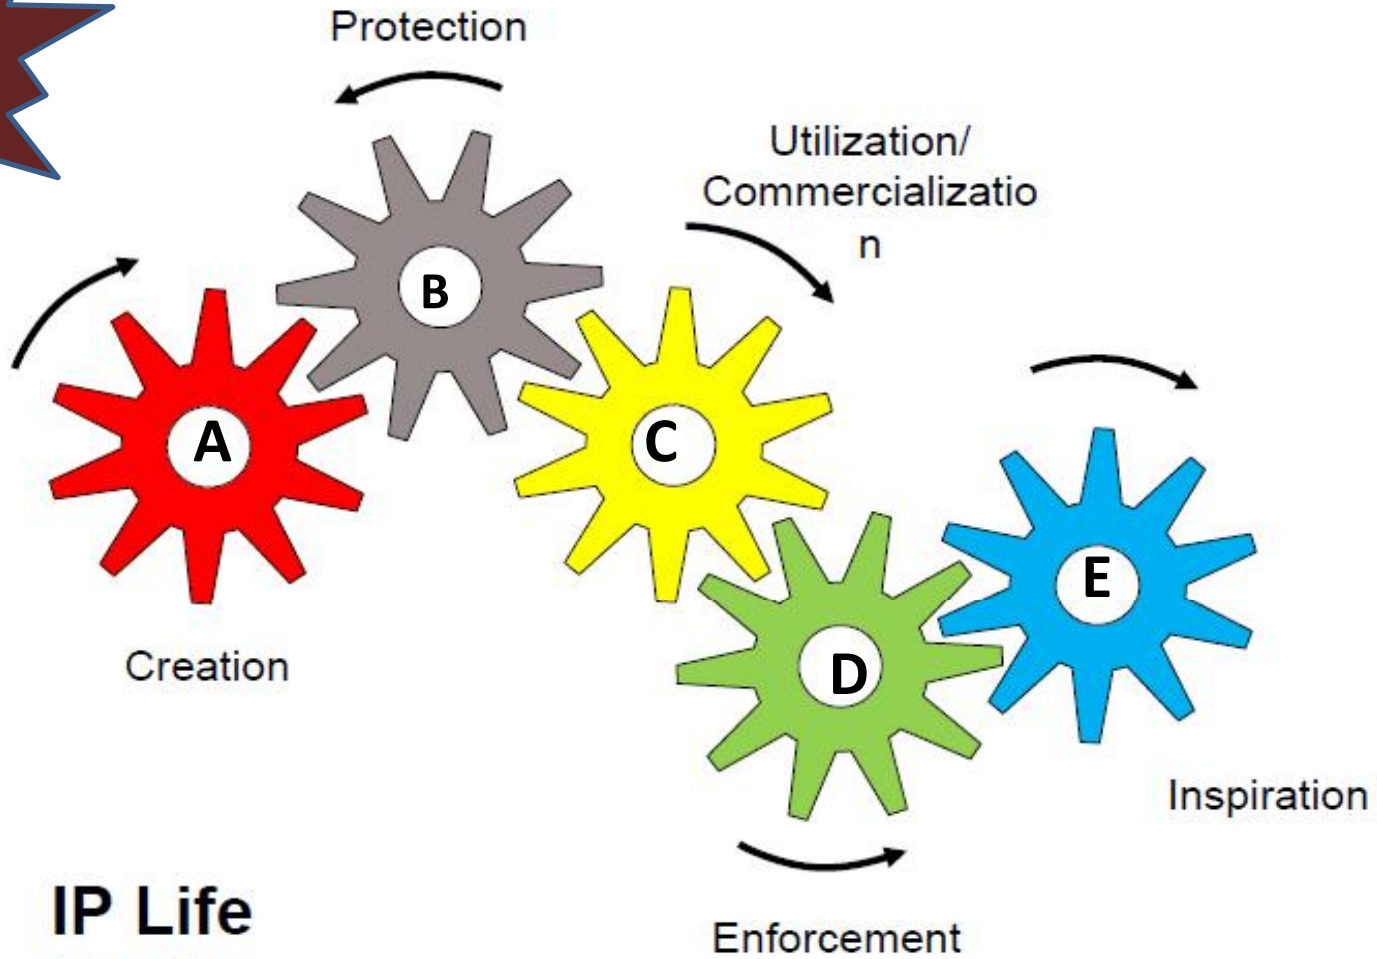 Protection
Utilization/
Commercializatio
n
B
A
C
E
D
Creation
Inspiration
IP Life
Enforcement